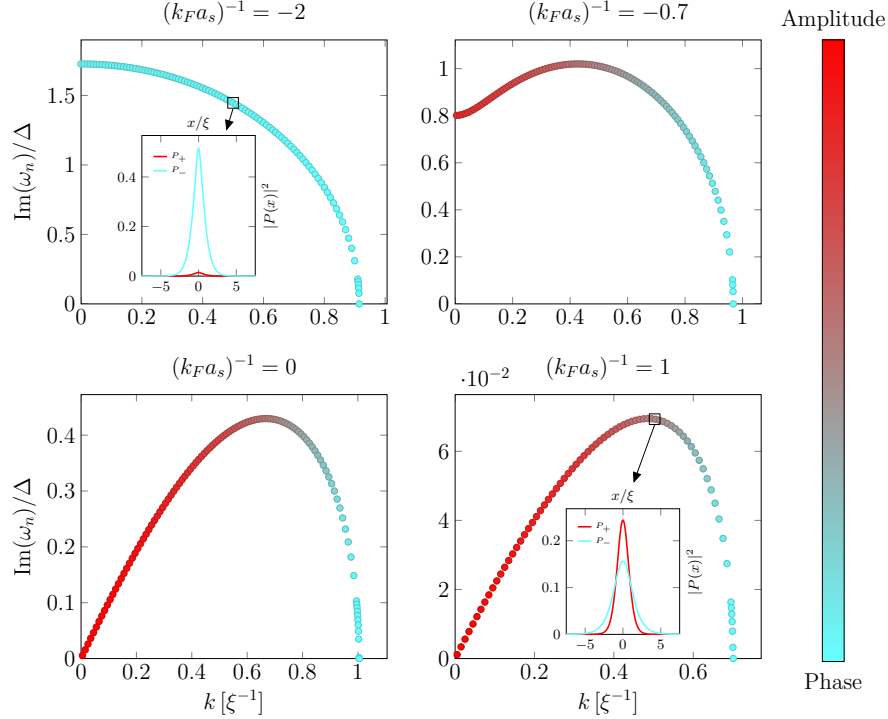 (k_F a_s)^{-1} = −2
(k_F a_s)^{-1} = −0.7
Amplitude
Im(ω_n)/Δ
1.5
1
0.5
0
0 0.2 0.4 0.6 0.8 1
x/ξ
P_+
P_−
0.4
0.2
0
−5 0 5
|P(x)|^2
1
0.8
0.6
0.4
0.2
0
0 0.2 0.4 0.6 0.8 1
(k_F a_s)^{-1} = 0
·10^{-2}
(k_F a_s)^{-1} = 1
Im(ω_n)/Δ
0.4
0.3
0.2
0.1
0
0 0.2 0.4 0.6 0.8 1
k [ξ^{-1}]
6
4
2
0
0 0.2 0.4 0.6
x/ξ
P_+
P_−
0.2
0.1
0
−5 0 5
|P(x)|^2
k [ξ^{-1}]
Phase